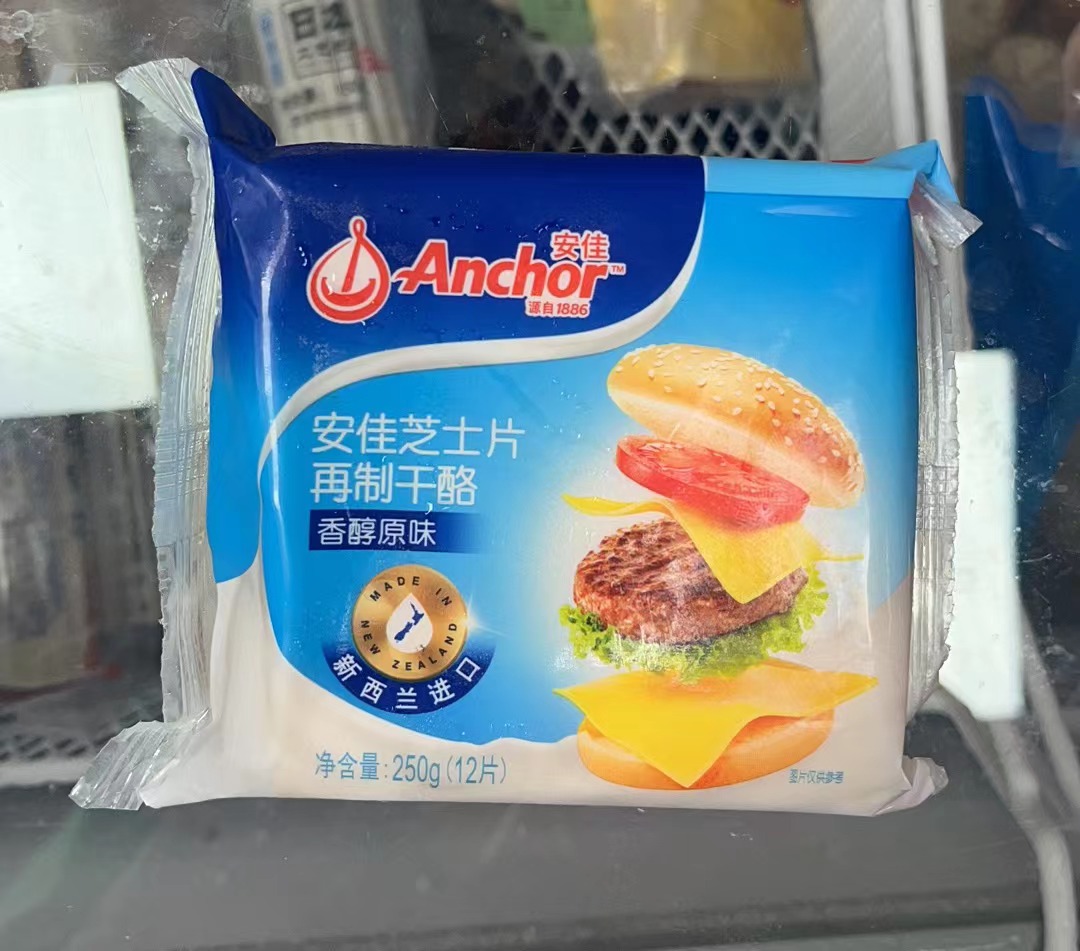 安佳
Anchor™
源自1886
安佳芝士片
再制干酪
香醇原味
MADE IN
NEW ZEALAND
新西兰进口
净含量:250g(12片)
图片仅供参考